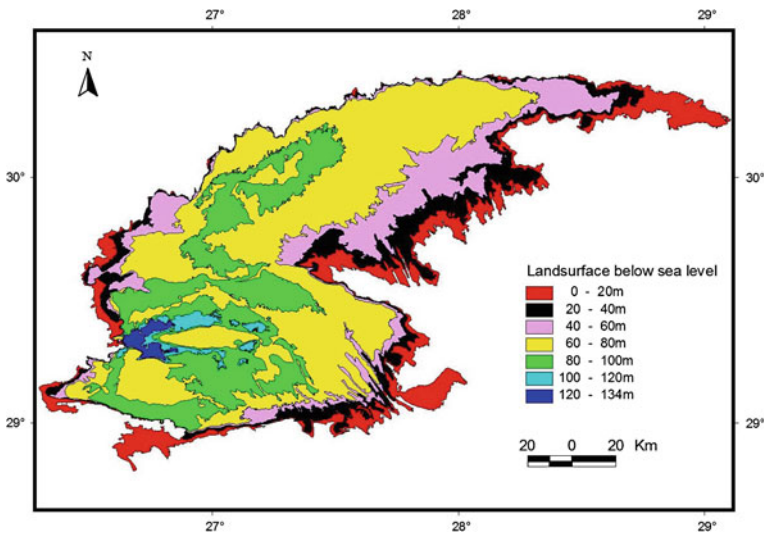 27° 28° 29°
N
30° 30°
Landsurface below sea level
0 - 20m
20 - 40m
40 - 60m
60 - 80m
80 - 100m
100 - 120m
120 - 134m
29° 29°
20 0 20 Km
27° 28° 29°